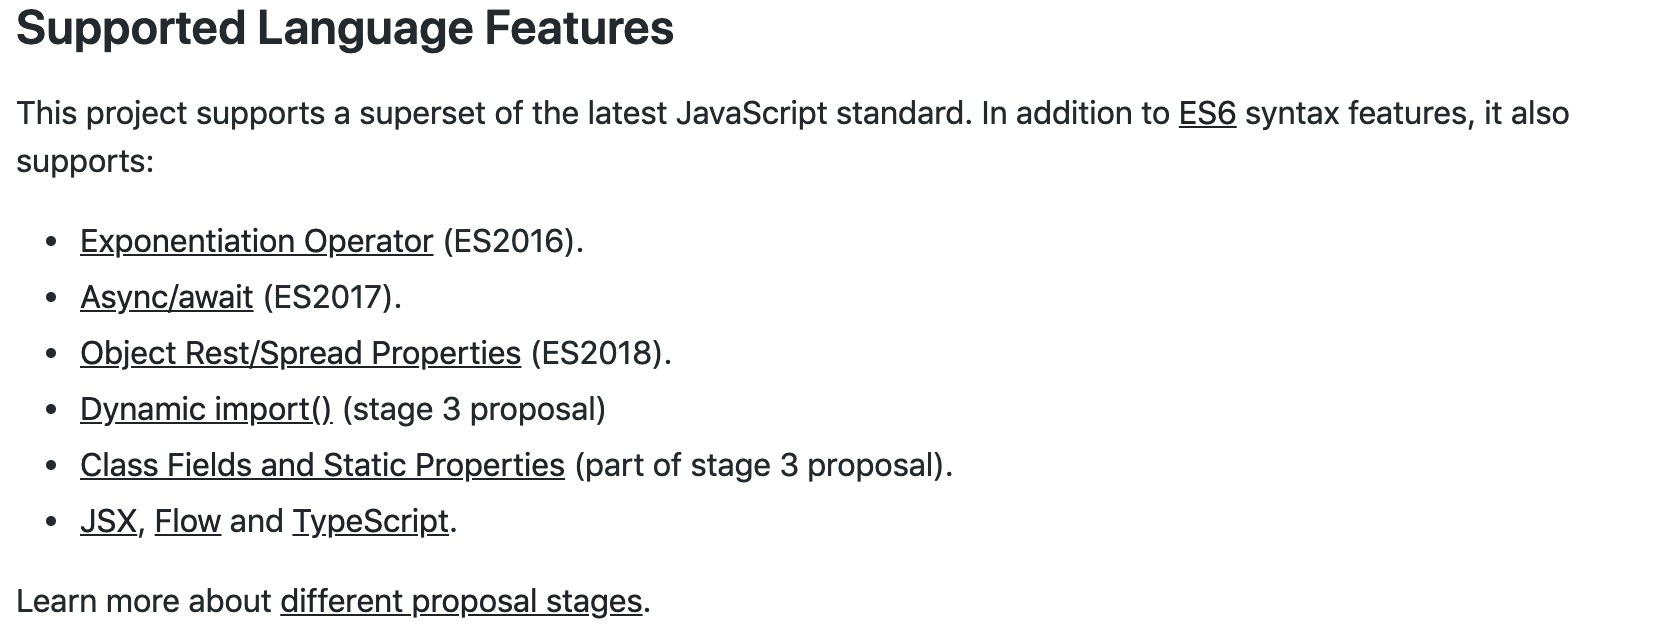 Supported Language Features
This project supports a superset of the latest JavaScript standard. In addition to ES6 syntax features, it also
supports:
• Exponentiation Operator (ES2016).
• Async/await (ES2017).
• Object Rest/Spread Properties (ES2018).
• Dynamic import() (stage 3 proposal)
• Class Fields and Static Properties (part of stage 3 proposal).
• JSX, Flow and TypeScript.
Learn more about different proposal stages.